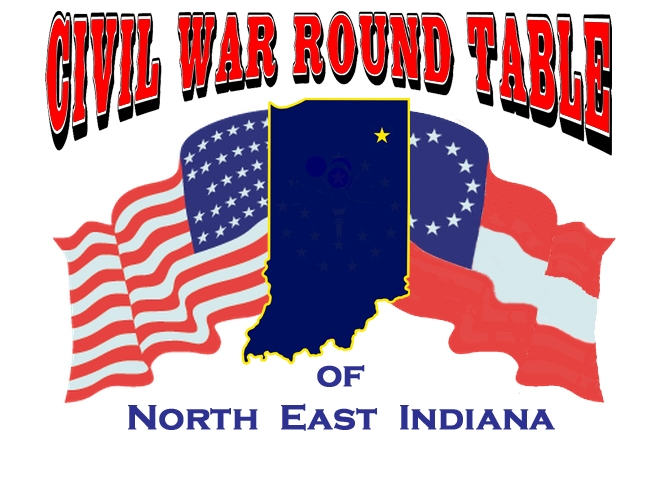 CIVIL WAR ROUND TABLE
OF
NORTH EAST INDIANA